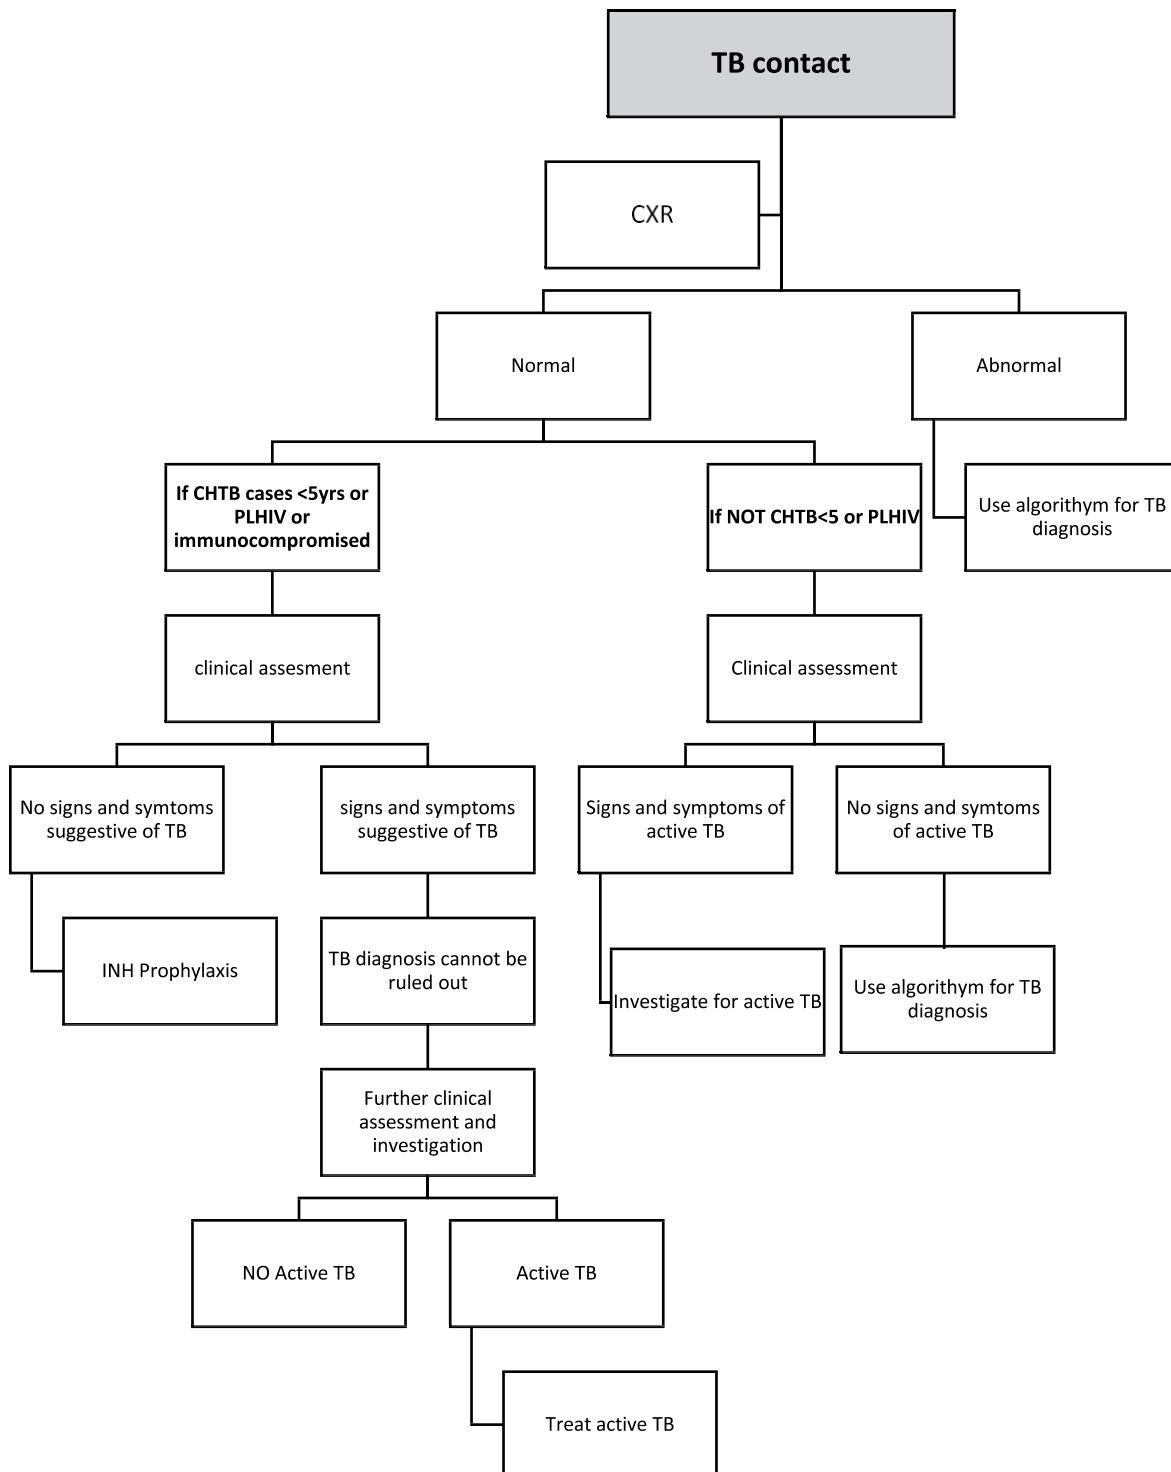 TB contact
CXR
Normal
Abnormal
If CHTB cases <5yrs or
PLHIV or
immunocompromised
If NOT CHTB<5 or PLHIV
Use algorithym for TB
diagnosis
clinical assesment
Clinical assessment
No signs and symtoms
suggestive of TB
signs and symptoms
suggestive of TB
Signs and symptoms of
active TB
No signs and symtoms
of active TB
INH Prophylaxis
TB diagnosis cannot be
ruled out
Investigate for active TB
Use algorithym for TB
diagnosis
Further clinical
assessment and
investigation
NO Active TB
Active TB
Treat active TB